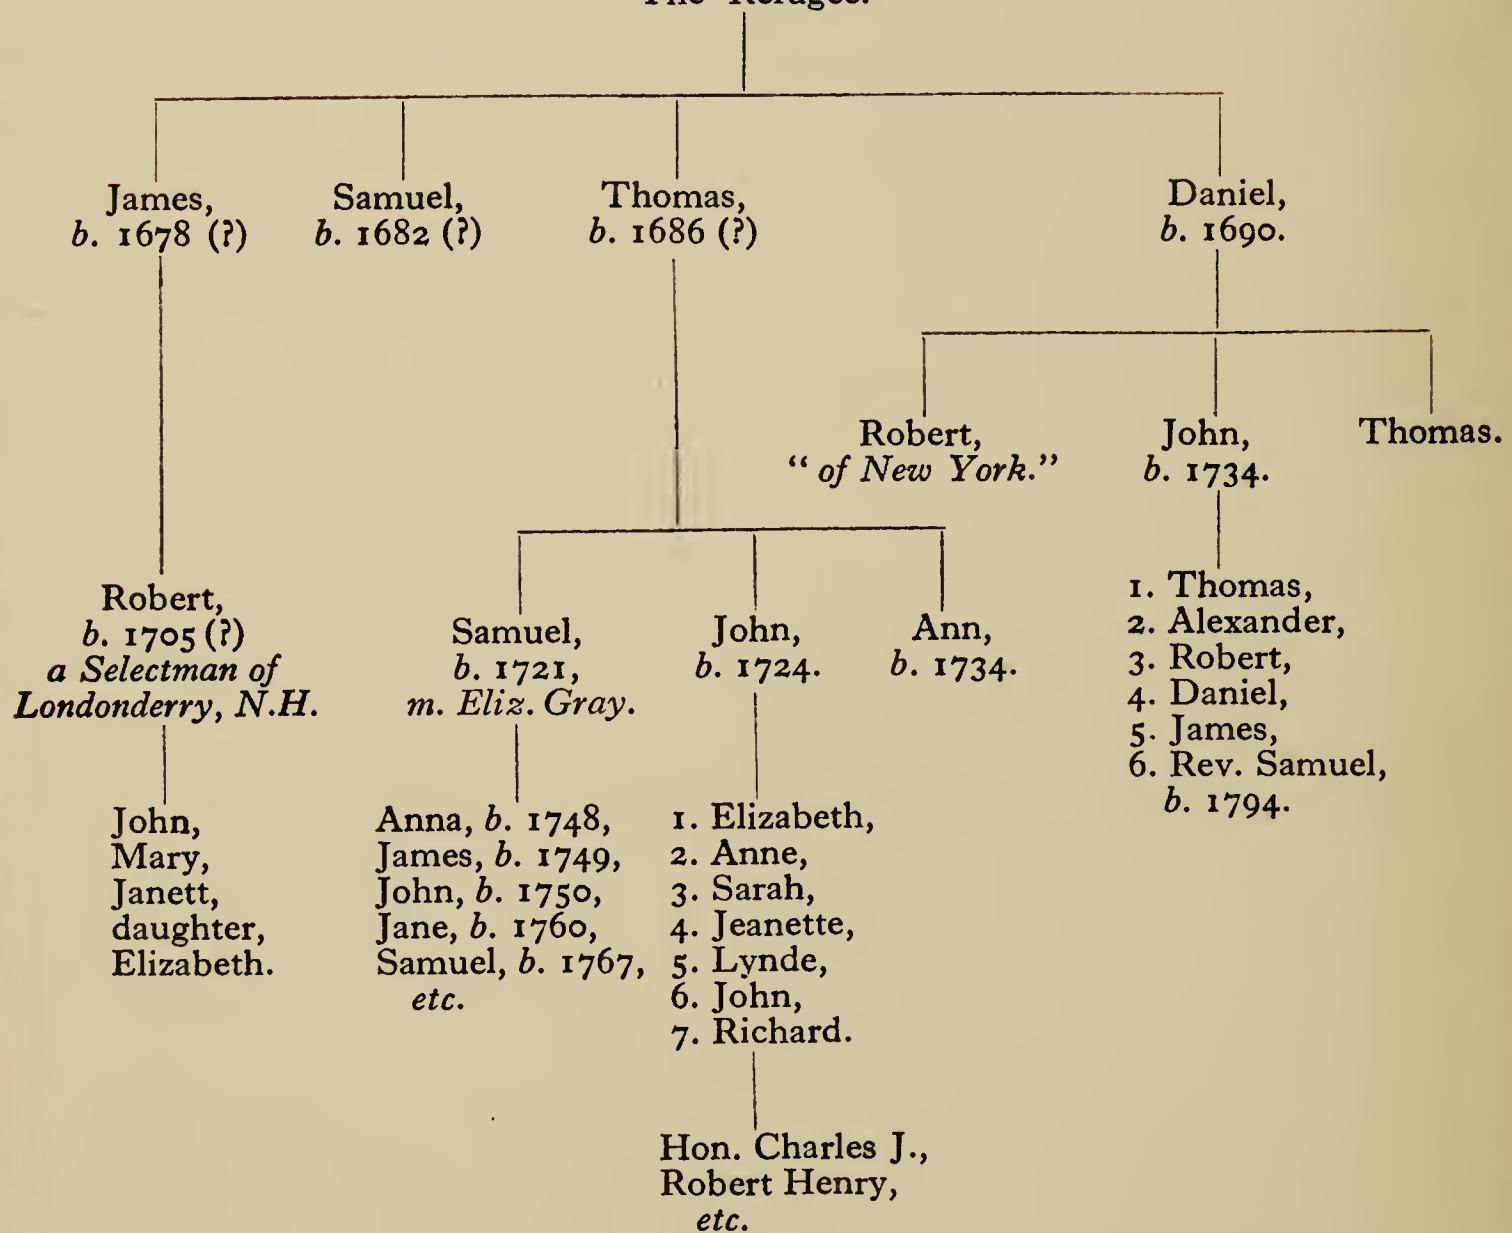 The Refugee.
James,
b. 1678 (?)
Samuel,
b. 1682 (?)
Thomas,
b. 1686 (?)
Daniel,
b. 1690.
Robert,
“ of New York.”
John,
b. 1734.
Thomas.
Robert,
b. 1705 (?)
a Selectman of
Londonderry, N.H.
Samuel,
b. 1721,
m. Eliz. Gray.
John,
b. 1724.
Ann,
b. 1734.
1. Thomas,
2. Alexander,
3. Robert,
4. Daniel,
5. James,
6. Rev. Samuel,
b. 1794.
John,
Mary,
Janett,
daughter,
Elizabeth.
Anna, b. 1748,
James, b. 1749,
John, b. 1750,
Jane, b. 1760,
Samuel, b. 1767,
etc.
1. Elizabeth,
2. Anne,
3. Sarah,
4. Jeanette,
5. Lynde,
6. John,
7. Richard.
Hon. Charles J.,
Robert Henry,
etc.